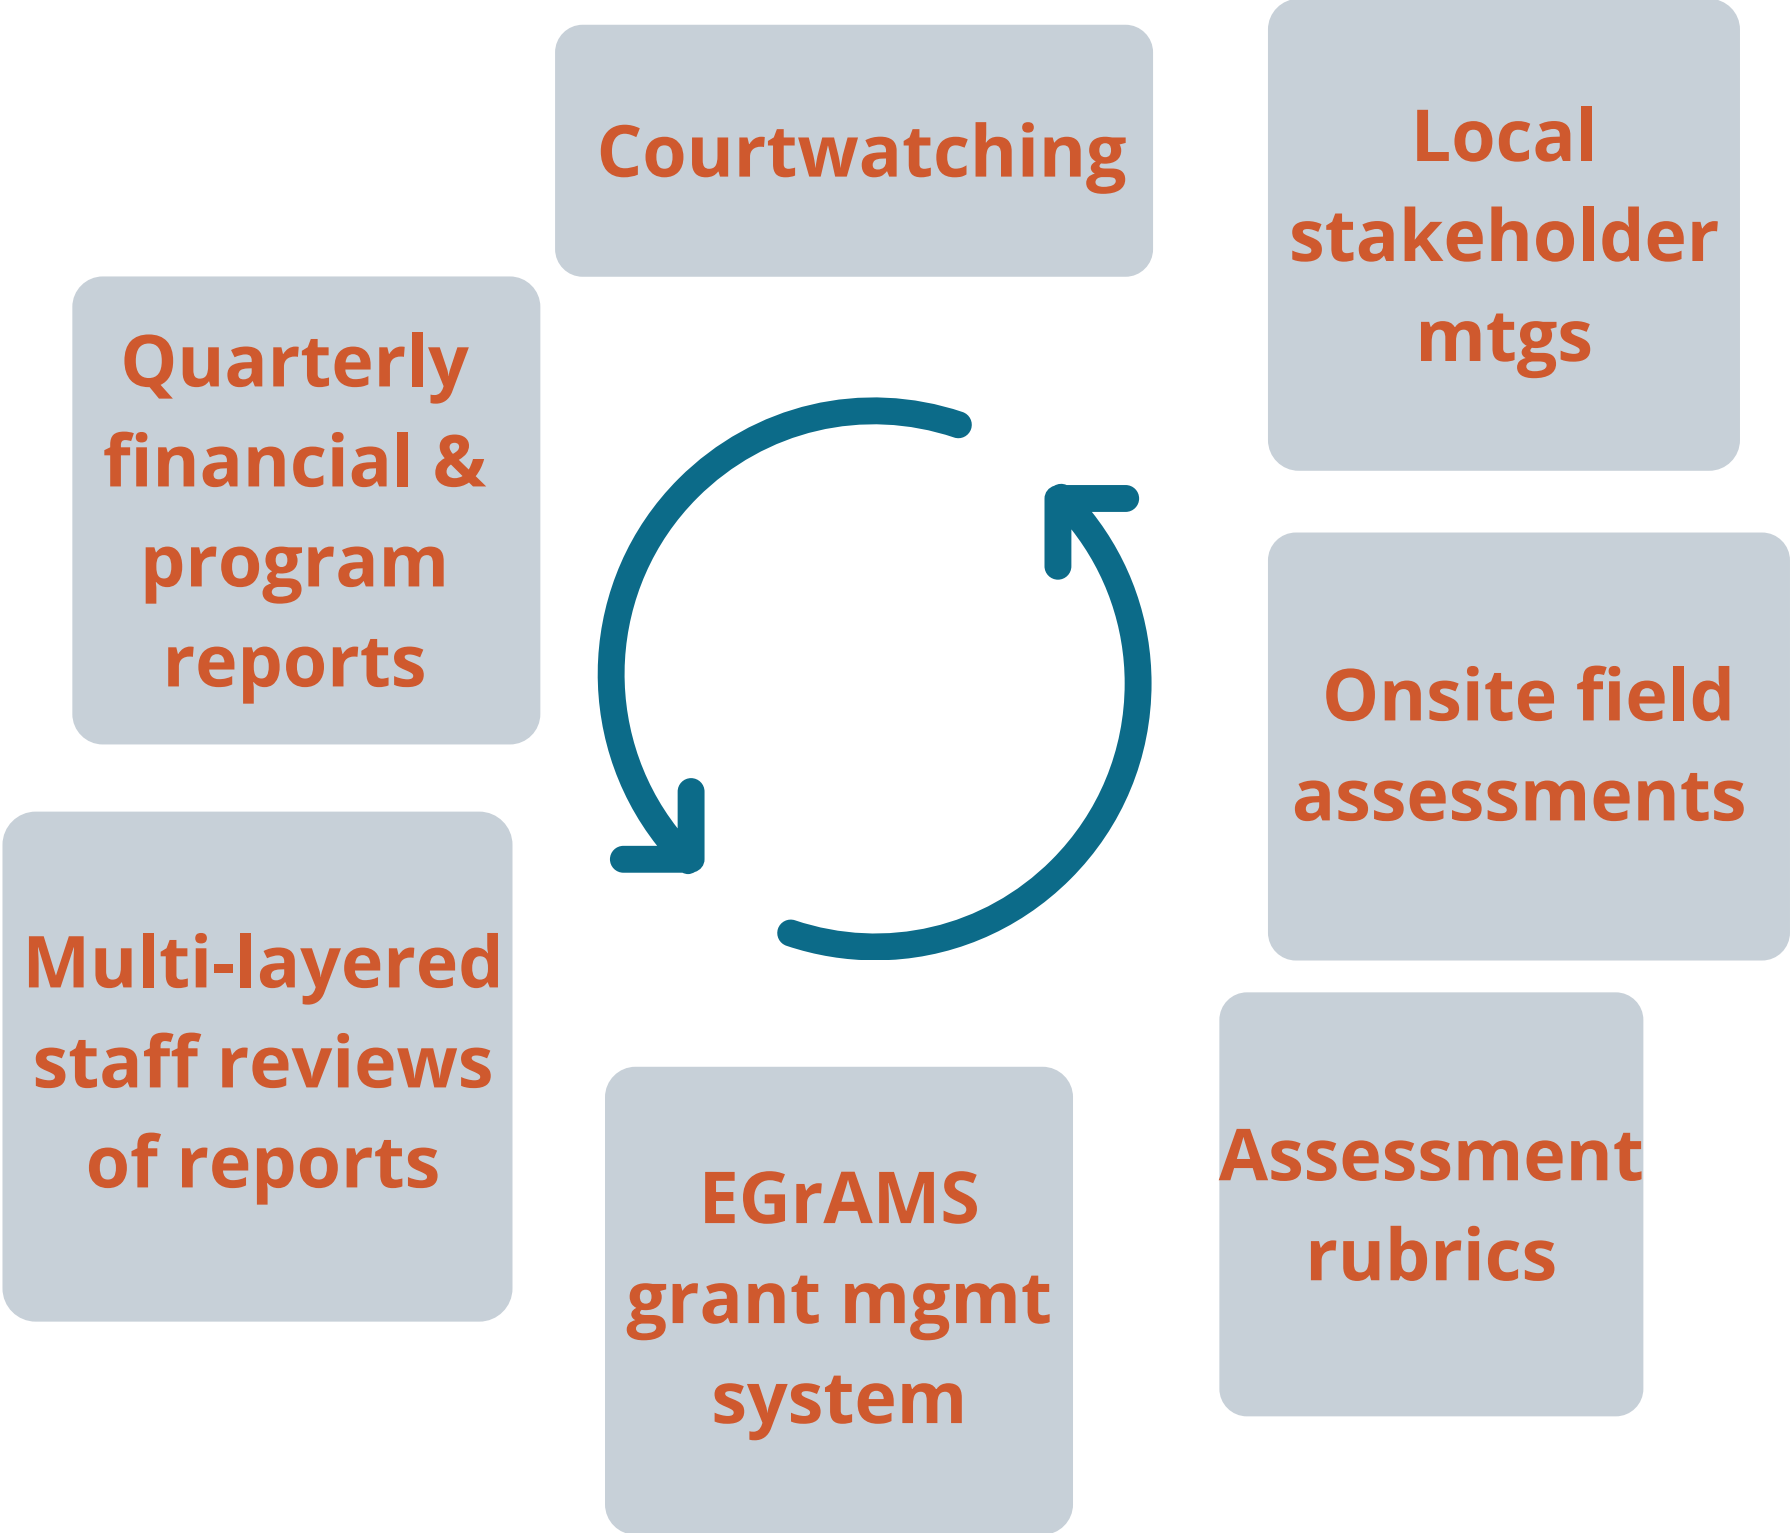 Courtwatching
Local
stakeholder
mtgs
Quarterly
financial &
program
reports
Onsite field
assessments
Multi-layered
staff reviews
of reports
Assessment
rubrics
EGrAMS
grant mgmt
system